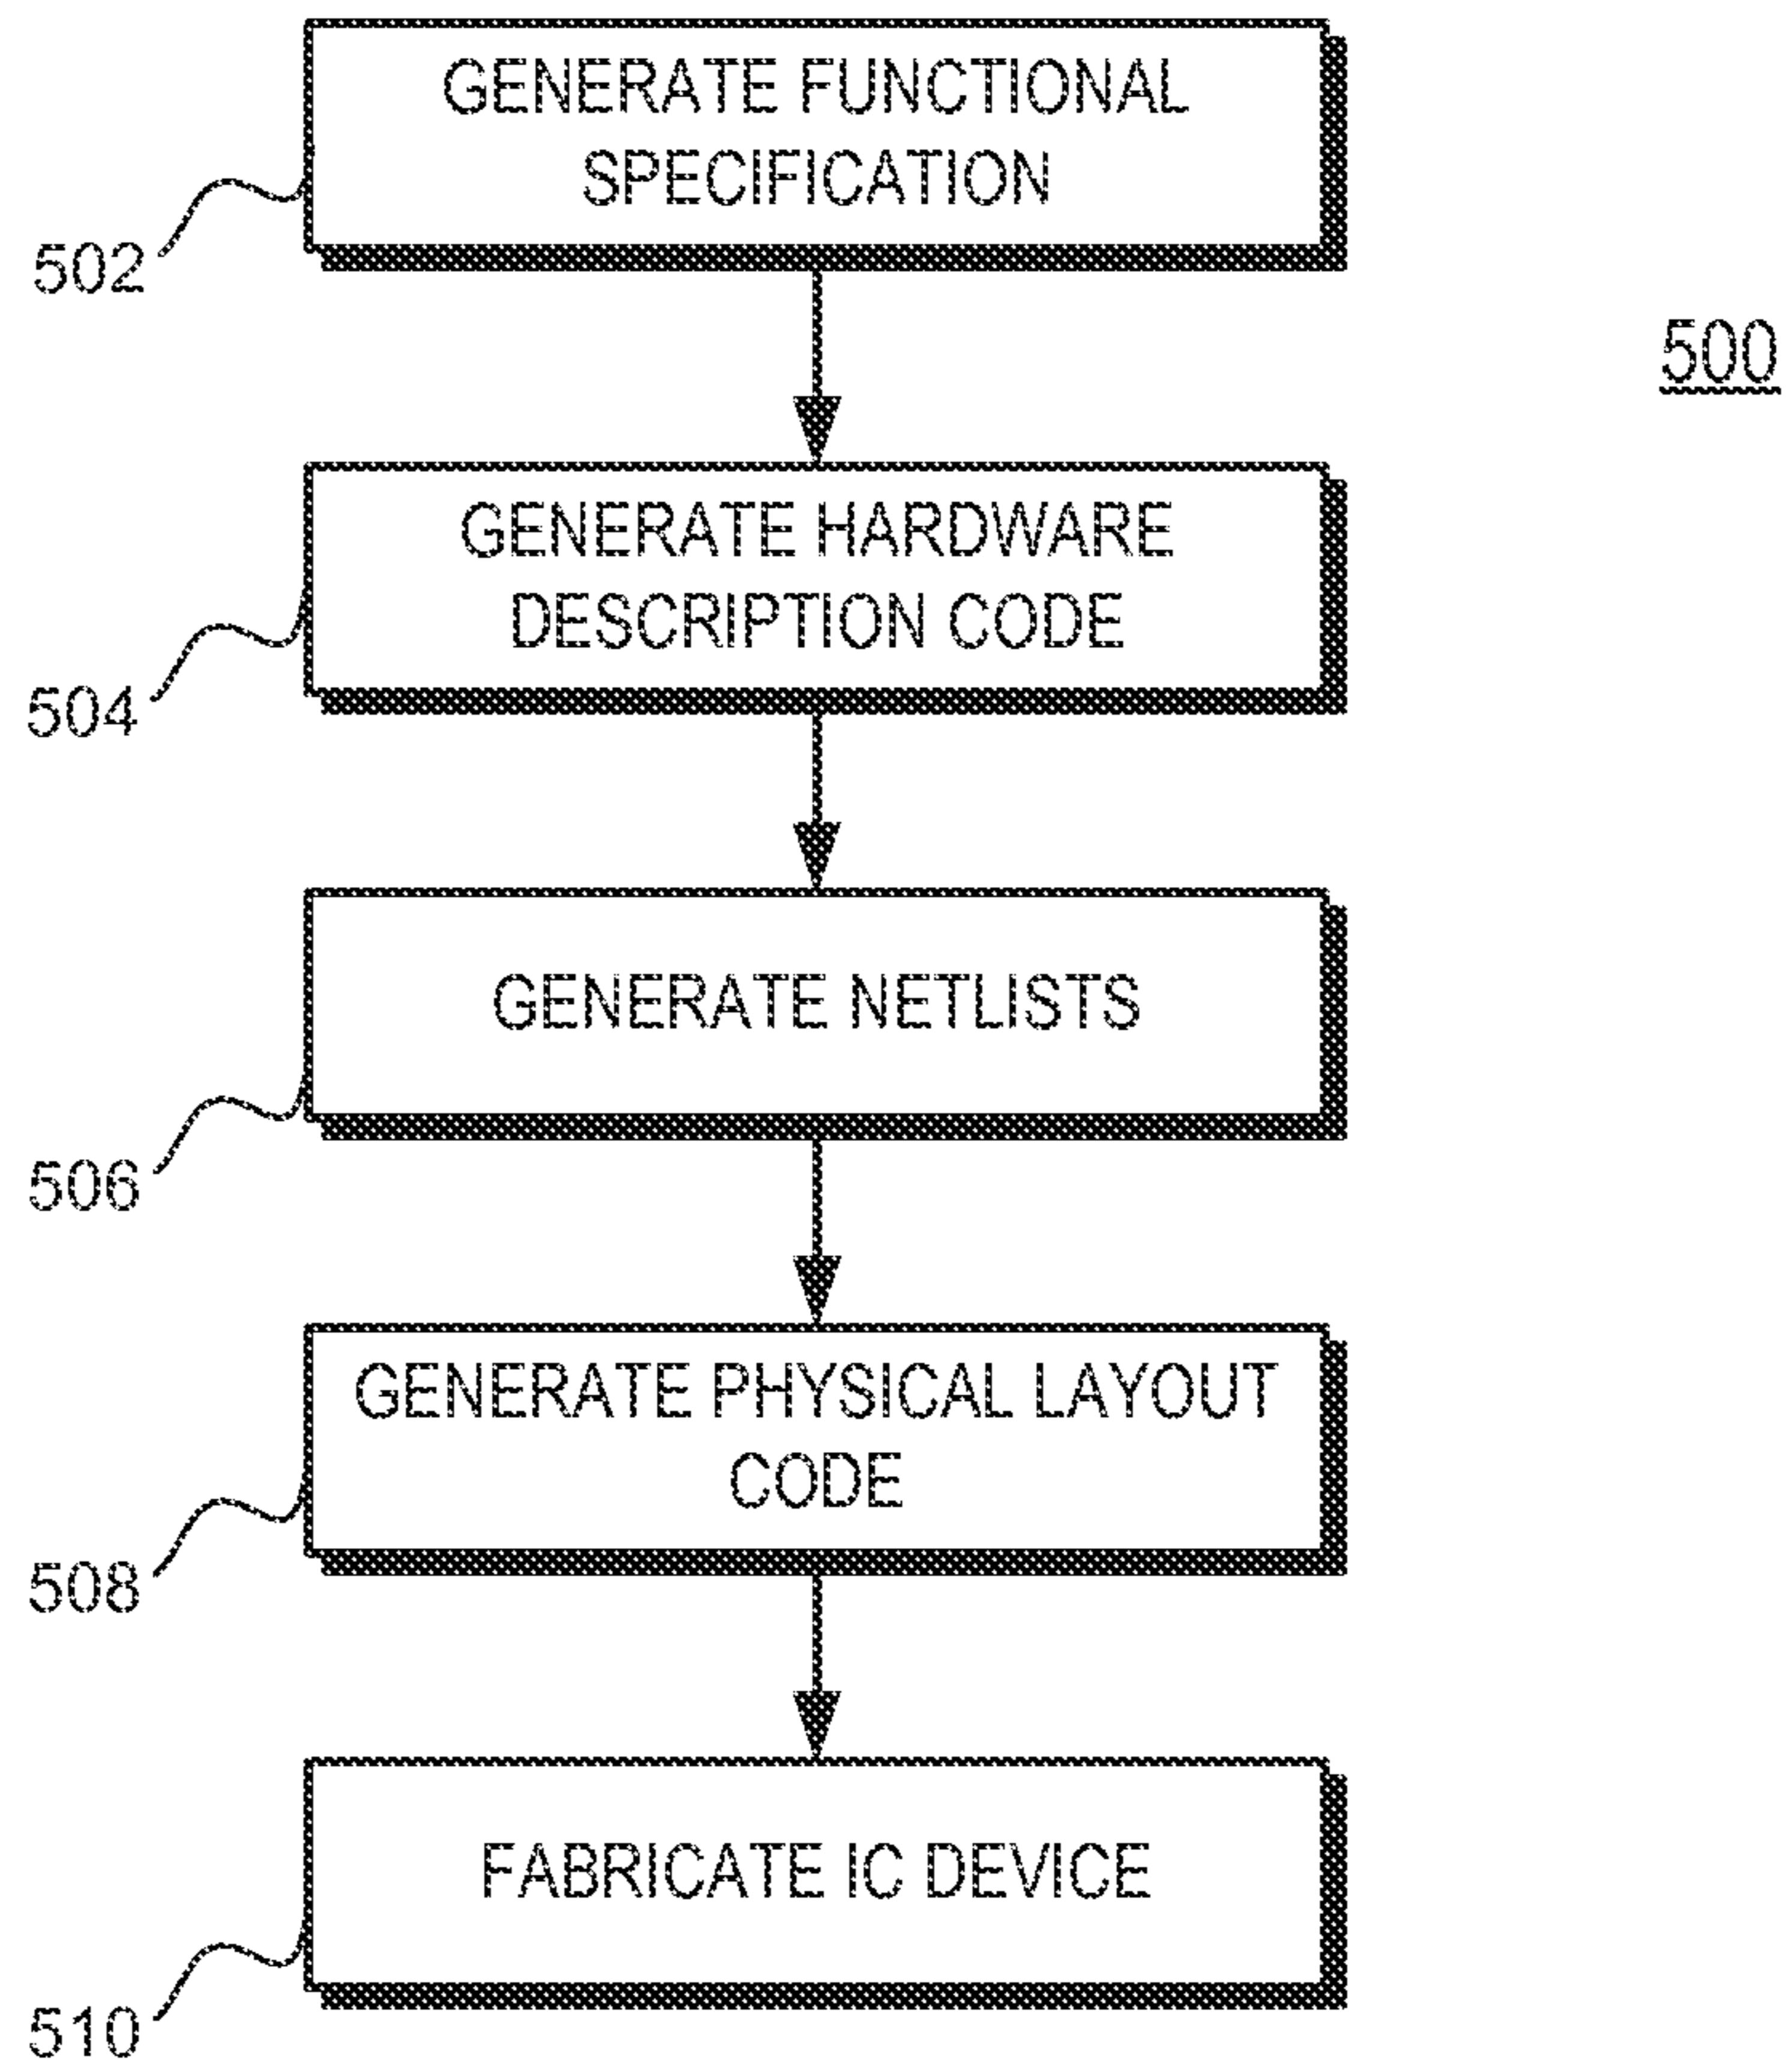 GENERATE FUNCTIONAL
SPECIFICATION
502
500
GENERATE HARDWARE
DESCRIPTION CODE
504
GENERATE NETLISTS
506
GENERATE PHYSICAL LAYOUT
CODE
508
FABRICATE IC DEVICE
510